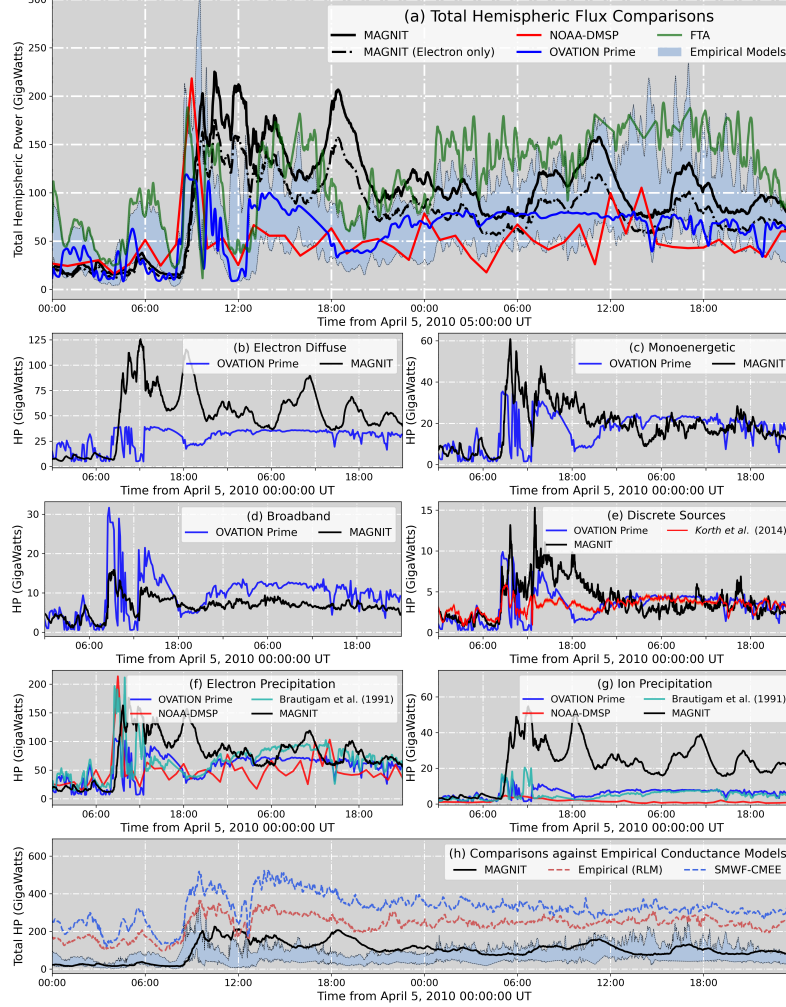 (a) Total Hemispheric Flux Comparisons
MAGNIT NOAA-DMSP FTA
MAGNIT (Electron only) OVATION Prime Empirical Models
Total Hemipsheric Power (GigaWatts)
300
250
200
150
100
50
0
00:00 06:00 12:00 18:00 00:00 06:00 12:00 18:00
Time from April 5, 2010 05:00:00 UT
(b) Electron Diffuse
OVATION Prime MAGNIT
HP (GigaWatts)
125
100
75
50
25
0
06:00 18:00 06:00 18:00
Time from April 5, 2010 00:00:00 UT
(c) Monoenergetic
OVATION Prime MAGNIT
HP (GigaWatts)
60
40
20
0
06:00 18:00 06:00 18:00
Time from April 5, 2010 00:00:00 UT
(d) Broadband
OVATION Prime MAGNIT
HP (GigaWatts)
30
20
10
0
06:00 18:00 06:00 18:00
Time from April 5, 2010 00:00:00 UT
(e) Discrete Sources
OVATION Prime Korth et al. (2014)
MAGNIT
HP (GigaWatts)
15
10
5
0
06:00 18:00 06:00 18:00
Time from April 5, 2010 00:00:00 UT
(f) Electron Precipitation
OVATION Prime Brautigam et al. (1991)
NOAA-DMSP MAGNIT
HP (GigaWatts)
200
150
100
50
0
06:00 18:00 06:00 18:00
Time from April 5, 2010 00:00:00 UT
(g) Ion Precipitation
OVATION Prime Brautigam et al. (1991)
NOAA-DMSP MAGNIT
HP (GigaWatts)
60
40
20
0
06:00 18:00 06:00 18:00
Time from April 5, 2010 00:00:00 UT
(h) Comparisons against Empirical Conductance Models
MAGNIT Empirical (RLM) SMWF-CMEE
Total HP (GigaWatts)
600
400
200
0
00:00 06:00 12:00 18:00 00:00 06:00 12:00 18:00
Time from April 5, 2010 00:00:00 UT